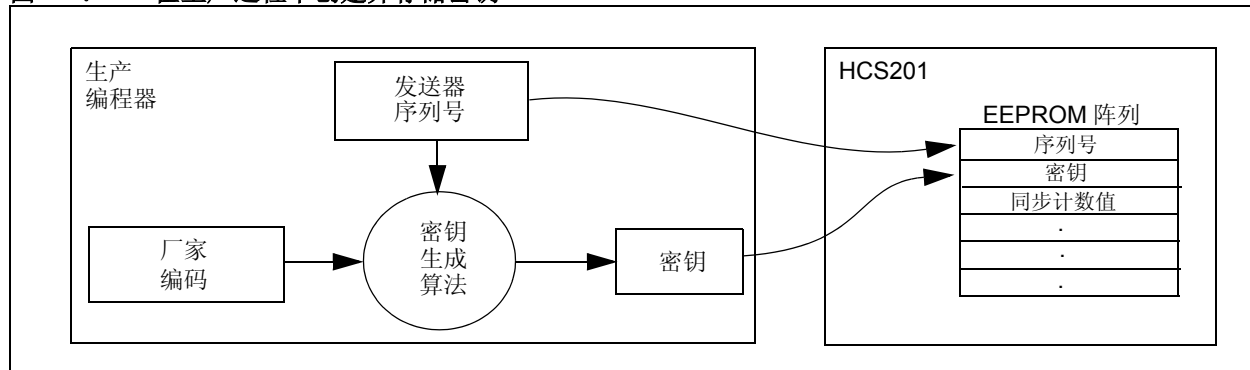 生产
编程器
发送器
序列号
厂家
编码
密钥
生成
算法
密钥
HCS201
EEPROM 阵列
序列号
密钥
同步计数值
.
.
.